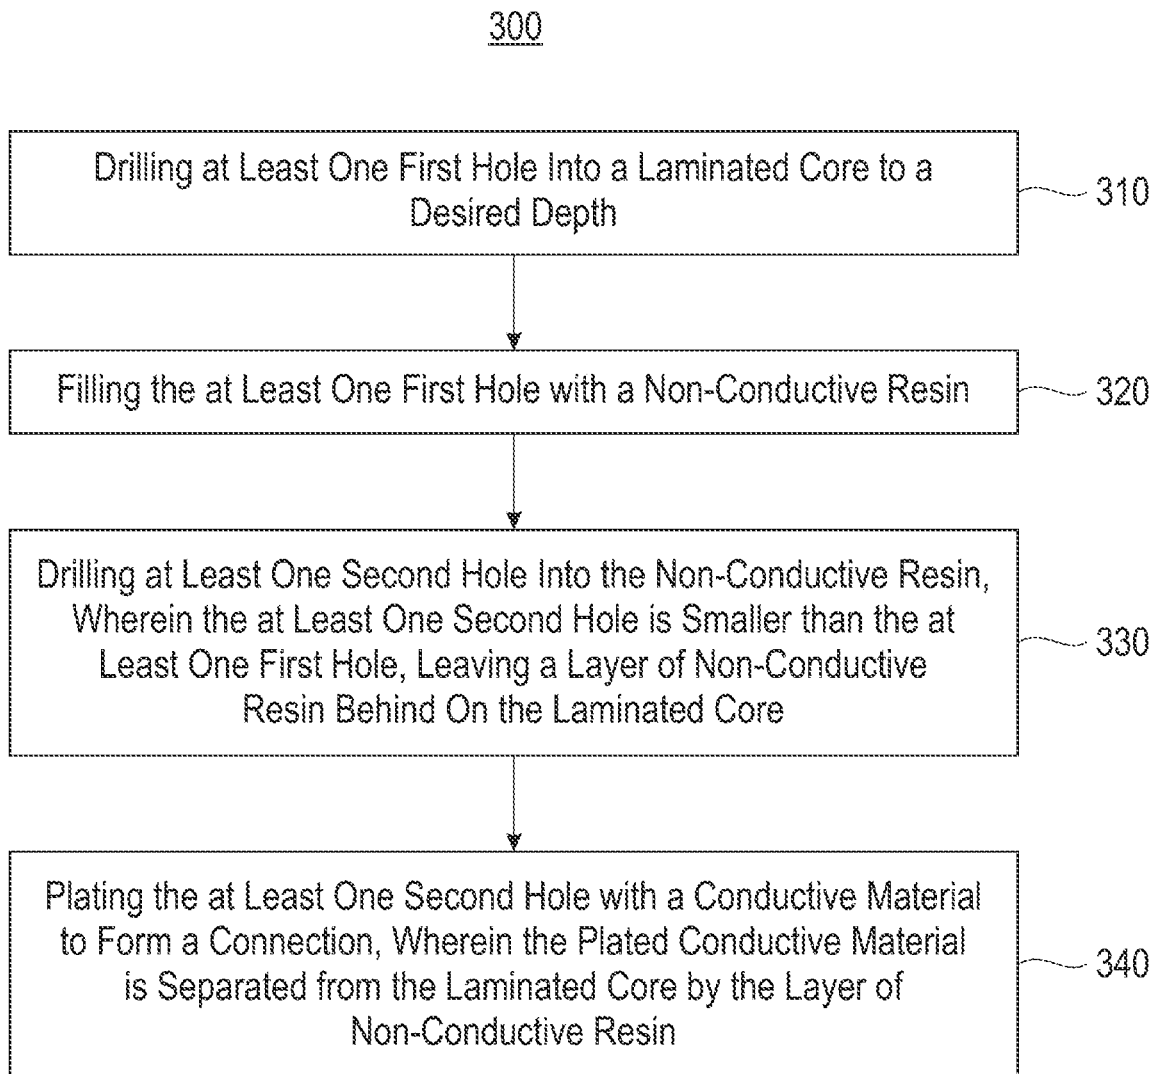 300
Drilling at Least One First Hole Into a Laminated Core to a
Desired Depth
310
Filling the at Least One First Hole with a Non-Conductive Resin
320
Drilling at Least One Second Hole Into the Non-Conductive Resin,
Wherein the at Least One Second Hole is Smaller than the at
Least One First Hole, Leaving a Layer of Non-Conductive
Resin Behind On the Laminated Core
330
Plating the at Least One Second Hole with a Conductive Material
to Form a Connection, Wherein the Plated Conductive Material
is Separated from the Laminated Core by the Layer of
Non-Conductive Resin
340